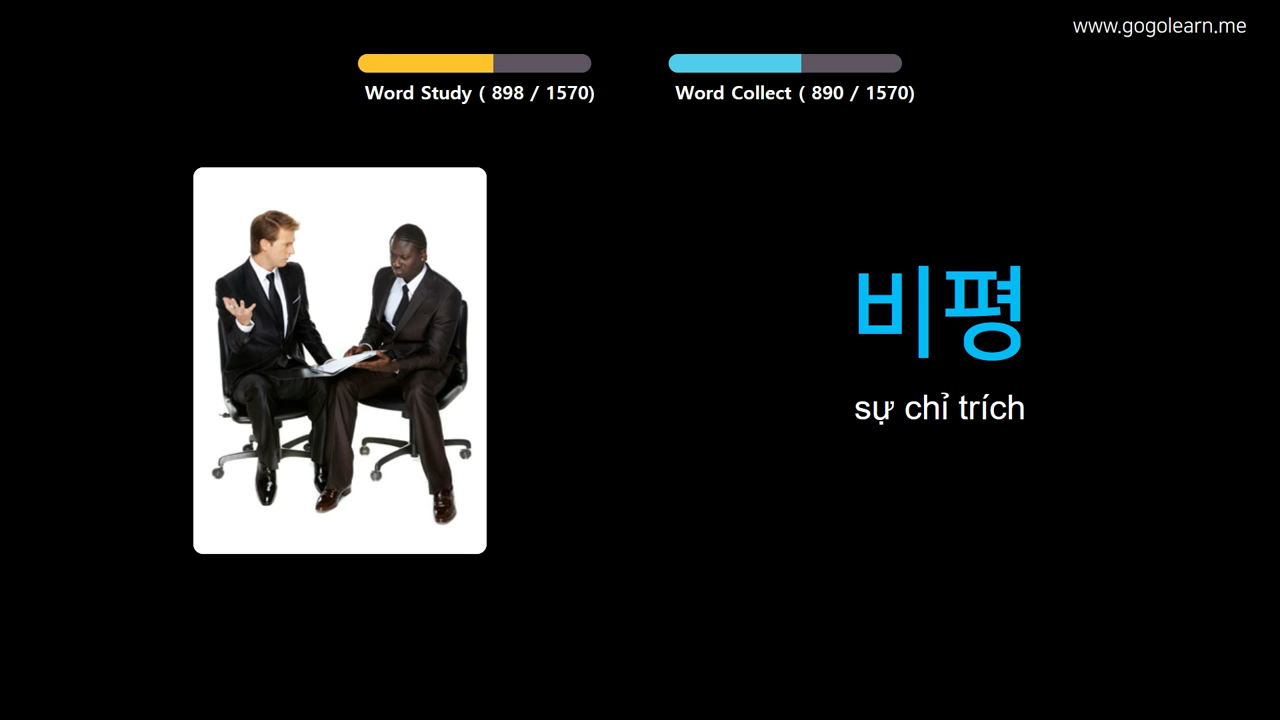 www.gogolearn.me
Word Study ( 898 / 1570)
Word Collect ( 890 / 1570)
비평
sự chỉ trích